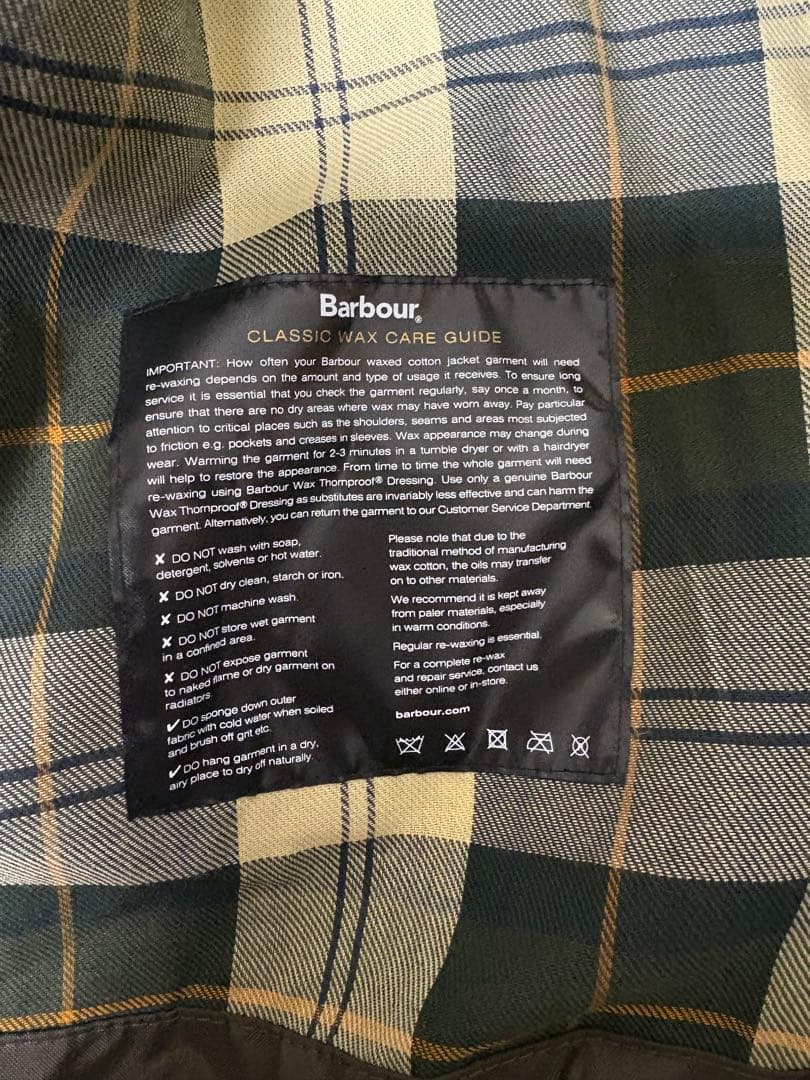 Barbour®
CLASSIC WAX CARE GUIDE
IMPORTANT: How often your Barbour waxed cotton jacket garment will need
re-waxing depends on the amount and type of usage it receives. To ensure long
service it is essential that you check the garment regularly, say once a month, to
ensure that there are no dry areas where wax may have worn away. Pay particular
attention to critical places such as the shoulders, seams and areas most subjected
to friction e.g. pockets and creases in sleeves. Wax appearance may change during
wear. Warming the garment for 2-3 minutes in a tumble dryer or with a hairdryer
will help to restore the appearance. From time to time the whole garment will need
re-waxing using Barbour Wax Thornproof® Dressing. Use only a genuine Barbour
Wax Thornproof® Dressing as substitutes are invariably less effective and can harm the
garment. Alternatively, you can return the garment to our Customer Service Department.
✘ DO NOT wash with soap,
detergent, solvents or hot water.
✘ DO NOT dry clean, starch or iron.
✘ DO NOT machine wash.
✘ DO NOT store wet garment
in a confined area.
✘ DO NOT expose garment
to naked flame or dry garment on
radiators.
✔ DO sponge down outer
fabric with cold water when soiled
and brush off grit etc.
✔ DO hang garment in a dry,
airy place to dry off naturally.
Please note that due to the
traditional method of manufacturing
wax cotton, the oils may transfer
on to other materials.
We recommend it is kept away
from paler materials, especially
in warm conditions.
Regular re-waxing is essential.
For a complete re-wax
and repair service, contact us
either online or in-store.
barbour.com